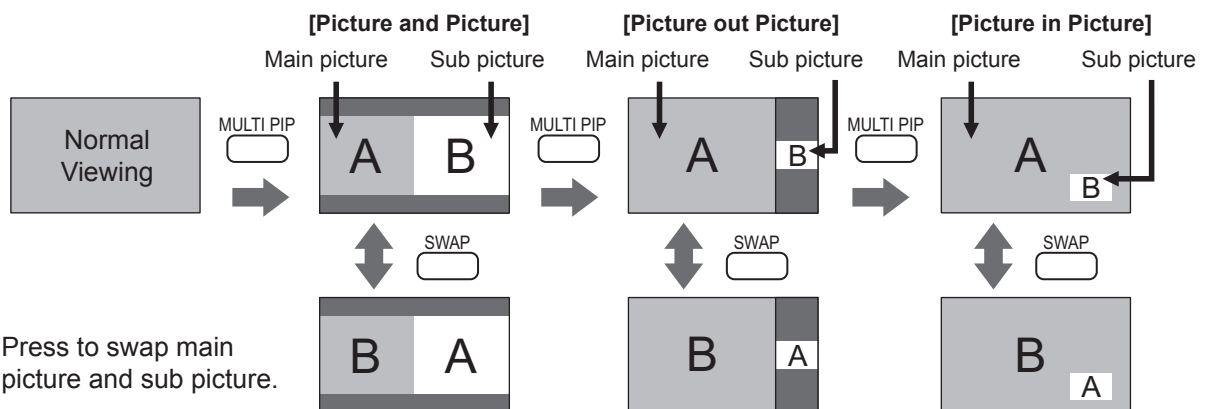 [Picture and Picture]
[Picture out Picture]
[Picture in Picture]
Main picture
Sub picture
Main picture
Sub picture
Main picture
Sub picture
Normal
Viewing
MULTI PIP
A
B
MULTI PIP
A
B
MULTI PIP
A
B
SWAP
SWAP
SWAP
Press to swap main
picture and sub picture.
B
A
B
A
B
A